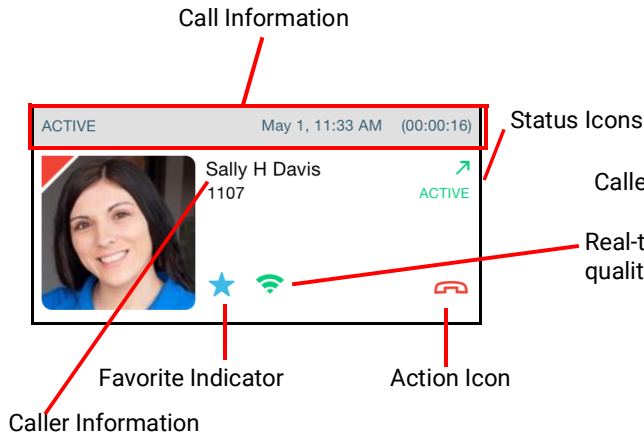 Call Information
ACTIVE May 1, 11:33 AM (00:00:16)
Status Icons
Sally H Davis
1107
ACTIVE
Favorite Indicator
Action Icon
Caller Information